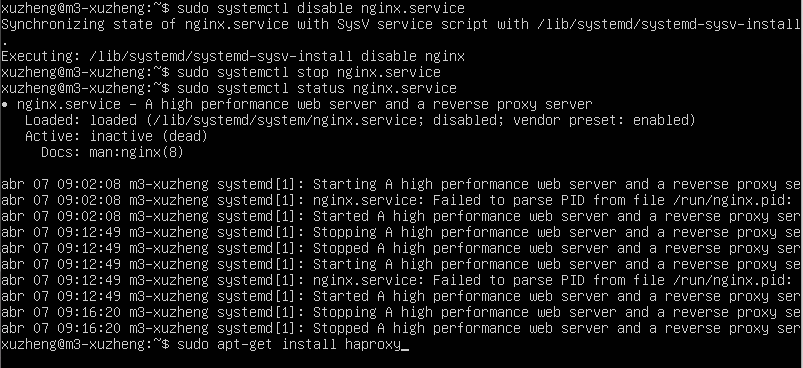 xuzheng@m3-xuzheng:~$ sudo systemctl disable nginx.service
Synchronizing state of nginx.service with SysV service script with /lib/systemd/systemd-sysv-install
.
Executing: /lib/systemd/systemd-sysv-install disable nginx
xuzheng@m3-xuzheng:~$ sudo systemctl stop nginx.service
xuzheng@m3-xuzheng:~$ sudo systemctl status nginx.service
● nginx.service - A high performance web server and a reverse proxy server
   Loaded: loaded (/lib/systemd/system/nginx.service; disabled; vendor preset: enabled)
   Active: inactive (dead)
     Docs: man:nginx(8)

abr 07 09:02:08 m3-xuzheng systemd[1]: Starting A high performance web server and a reverse proxy se
abr 07 09:02:08 m3-xuzheng systemd[1]: nginx.service: Failed to parse PID from file /run/nginx.pid:
abr 07 09:02:08 m3-xuzheng systemd[1]: Started A high performance web server and a reverse proxy ser
abr 07 09:12:49 m3-xuzheng systemd[1]: Stopping A high performance web server and a reverse proxy se
abr 07 09:12:49 m3-xuzheng systemd[1]: Stopped A high performance web server and a reverse proxy ser
abr 07 09:12:49 m3-xuzheng systemd[1]: Starting A high performance web server and a reverse proxy se
abr 07 09:12:49 m3-xuzheng systemd[1]: nginx.service: Failed to parse PID from file /run/nginx.pid:
abr 07 09:12:49 m3-xuzheng systemd[1]: Started A high performance web server and a reverse proxy ser
abr 07 09:16:20 m3-xuzheng systemd[1]: Stopping A high performance web server and a reverse proxy se
abr 07 09:16:20 m3-xuzheng systemd[1]: Stopped A high performance web server and a reverse proxy ser
xuzheng@m3-xuzheng:~$ sudo apt-get install haproxy_